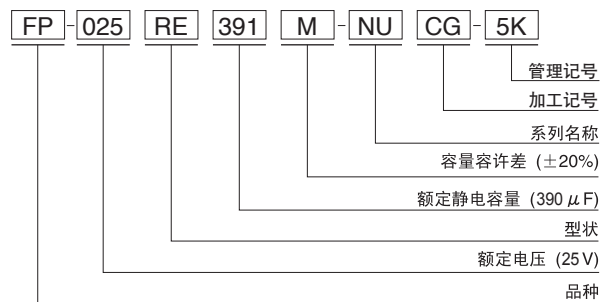 FP-025 RE 391 M-NU CG-5K
管理记号
加工记号
系列名称
容量容许差 (±20%)
额定静电容量 (390 μF)
型状
额定电压 (25V)
品种